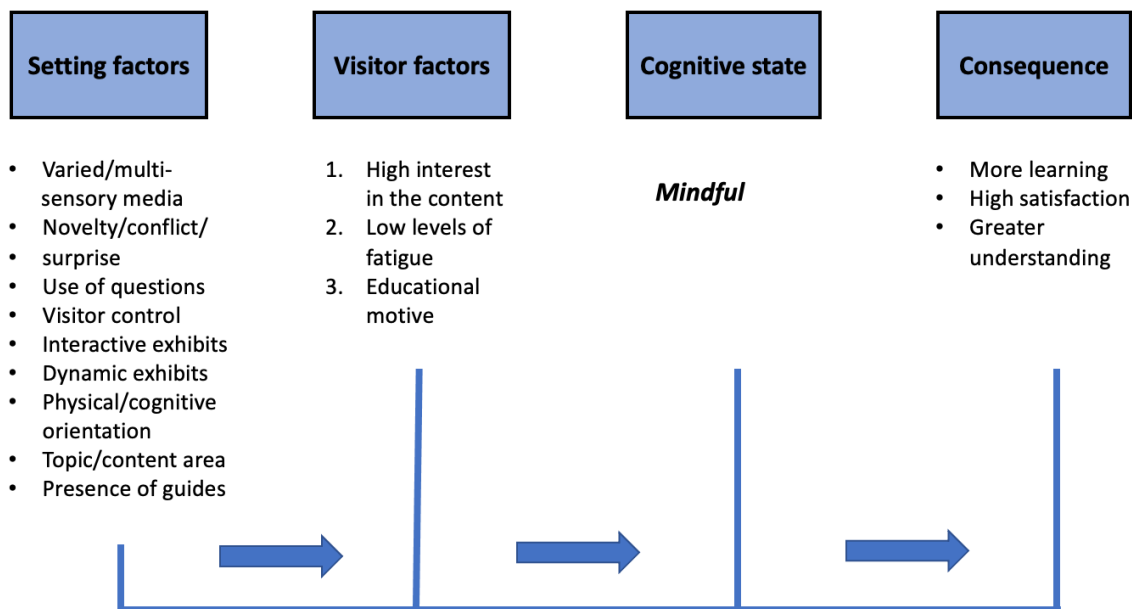 Setting factors
Visitor factors
Cognitive state
Consequence
• Varied/multi-
sensory media
• Novelty/conflict/
• surprise
• Use of questions
• Visitor control
• Interactive exhibits
• Dynamic exhibits
• Physical/cognitive
orientation
• Topic/content area
• Presence of guides
1. High interest
in the content
2. Low levels of
fatigue
3. Educational
motive
Mindful
• More learning
• High satisfaction
• Greater
understanding